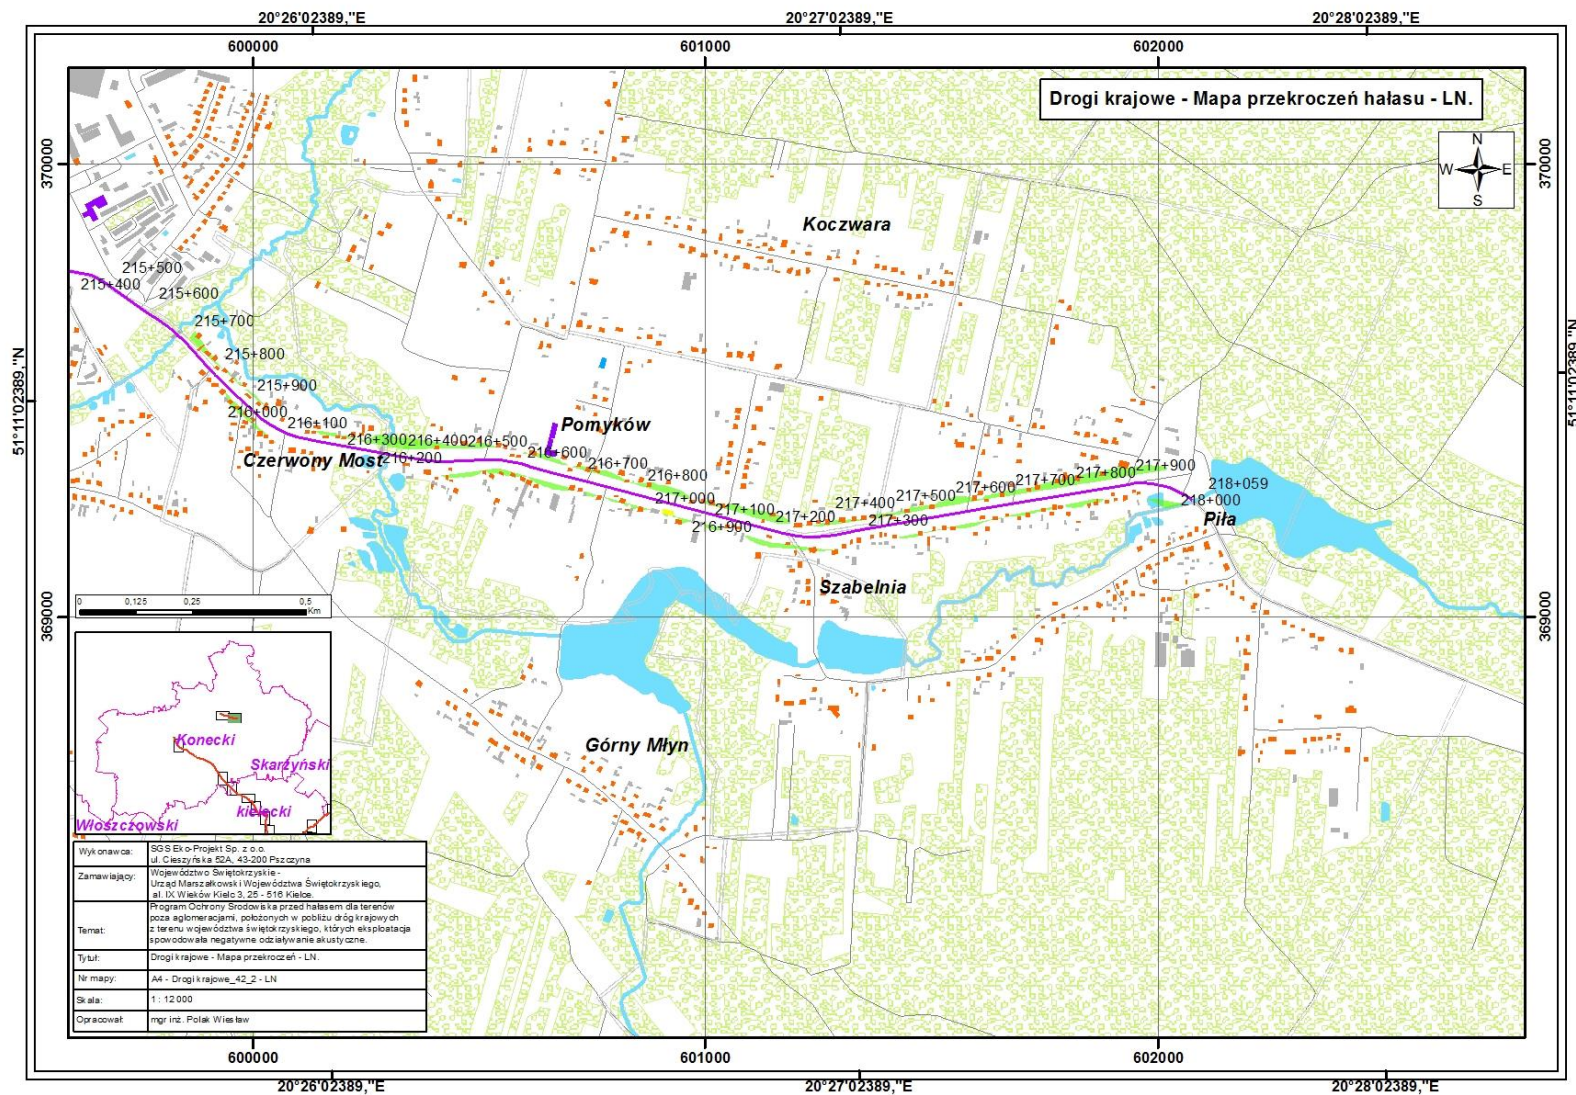 20°26'02389,"E
20°27'02389,"E
20°28'02389,"E
600000
601000
602000
Drogi krajowe - Mapa przekroczeń hałasu - LN.
370000
370000
N
W
E
S
Koczwara
215+500
215+400
215+600
215+700
215+800
215+900
216+000
216+100
216+300
216+400
216+500
216+200
Czerwony Most
Pomyków
216+600
216+700
216+800
217+000
216+900
217+100
217+200
217+400
217+300
217+500
217+600
217+700
217+800
217+900
218+059
218+000
Piła
51°11'02389,"N
51°11'02389,"N
Szabelnia
0
0,125
0,25
0,5
Km
369000
369000
Konecki
Skarżyński
kielecki
Włoszczowski
Górny Młyn
Wykonawca:
SGS Eko-Projekt Sp. z o.o.
ul. Cieszyńska 52A, 43-200 Pszczyna
Zamawiający:
Województwo Świętokrzyskie -
Urząd Marszałkowski Województwa Świętokrzyskiego,
al. IX Wieków Kielc 3, 25 - 516 Kielce.
Temat:
Program Ochrony Środowiska przed hałasem dla terenów
poza aglomeracjami, położonych w pobliżu dróg krajowych
z terenu województwa świętokrzyskiego, których eksploatacja
spowodowała negatywne oddziaływanie akustyczne.
Tytuł:
Drogi krajowe - Mapa przekroczeń - LN.
Nr mapy:
A4 - Drogi krajowe_42_2 - LN
Skala:
1 : 12 000
Opracował:
mgr inż. Polak Wiesław
600000
601000
602000
20°26'02389,"E
20°27'02389,"E
20°28'02389,"E